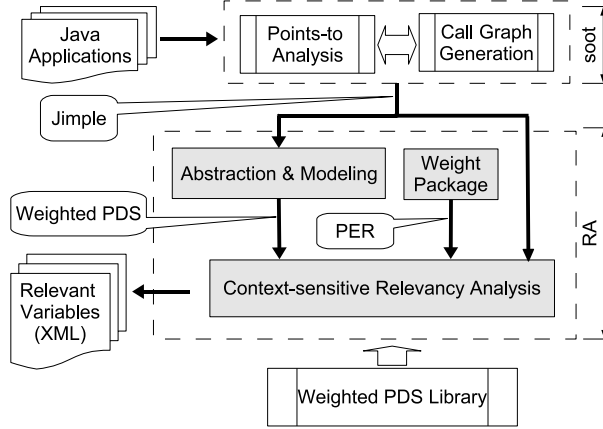 Java
Applications
Points-to
Analysis
Call Graph
Generation
soot
Jimple
Abstraction & Modeling
Weight
Package
Weighted PDS
PER
RA
Relevant
Variables
(XML)
Context-sensitive Relevancy Analysis
Weighted PDS Library